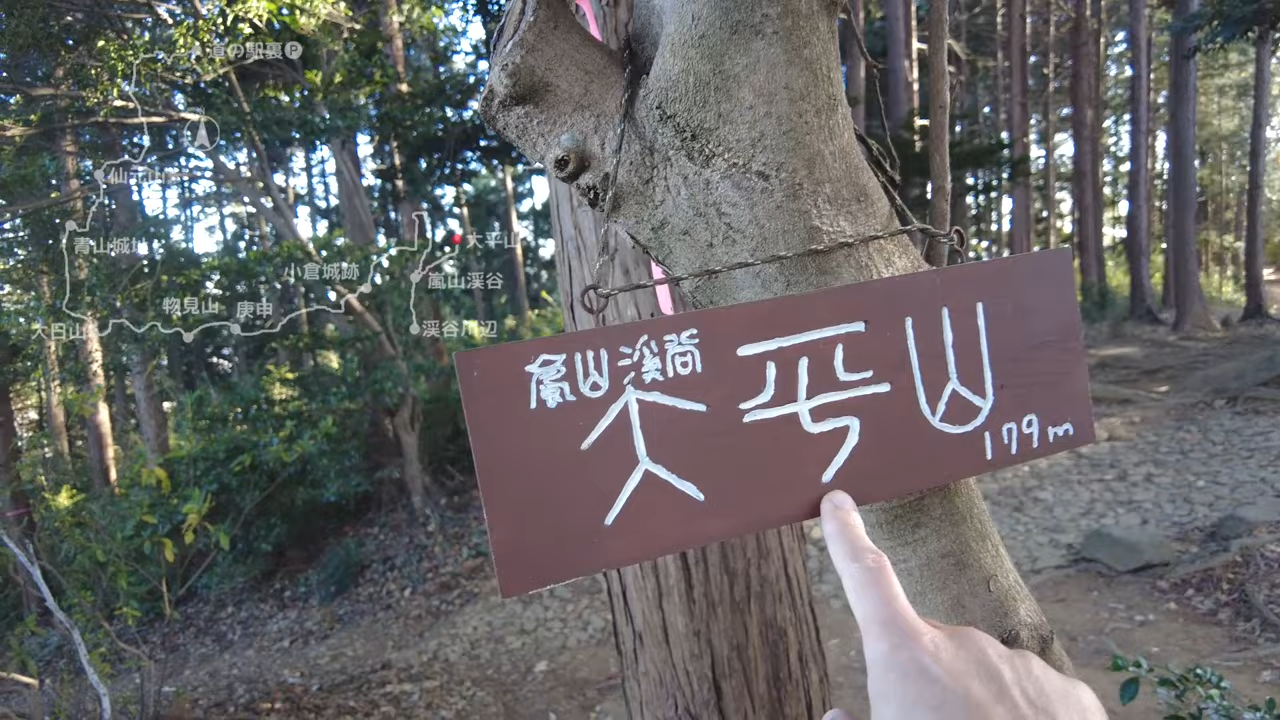 道の駅裏P
仙元山
青山城址
大平山
小倉城跡
嵐山渓谷
物見山
庚申
大日山
渓谷川辺
嵐山渓谷
大平山
179m